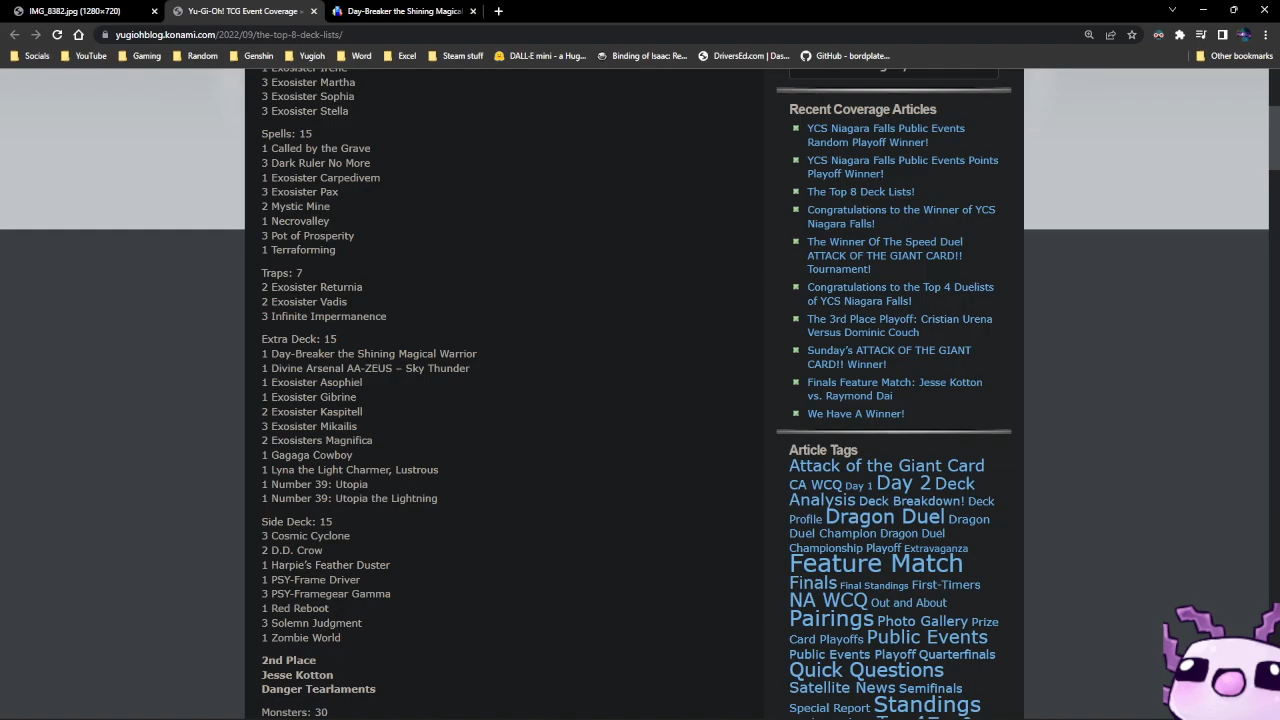 IMG_8382.jpg (1280×720)
Yu-Gi-Oh! TCG Event Coverage »
Day-Breaker the Shining Magical
yugiohblog.konami.com/2022/09/the-top-8-deck-lists/
Socials
YouTube
Gaming
Random
Genshin
Yugioh
Word
Excel
Steam stuff
DALL·E mini - a Hug...
Binding of Isaac: Re...
DriversEd.com | Das...
GitHub - bordplate...
Other bookmarks
1 Exosister Irene
3 Exosister Martha
3 Exosister Sophia
3 Exosister Stella
Spells: 15
1 Called by the Grave
3 Dark Ruler No More
1 Exosister Carpedivem
3 Exosister Pax
2 Mystic Mine
1 Necrovalley
3 Pot of Prosperity
1 Terraforming
Traps: 7
2 Exosister Returnia
2 Exosister Vadis
3 Infinite Impermanence
Extra Deck: 15
1 Day-Breaker the Shining Magical Warrior
1 Divine Arsenal AA-ZEUS – Sky Thunder
1 Exosister Asophiel
1 Exosister Gibrine
2 Exosister Kaspitell
3 Exosister Mikailis
2 Exosisters Magnifica
1 Gagaga Cowboy
1 Lyna the Light Charmer, Lustrous
1 Number 39: Utopia
1 Number 39: Utopia the Lightning
Side Deck: 15
3 Cosmic Cyclone
2 D.D. Crow
1 Harpie’s Feather Duster
1 PSY-Frame Driver
3 PSY-Framegear Gamma
1 Red Reboot
3 Solemn Judgment
1 Zombie World
2nd Place
Jesse Kotton
Danger Tearlaments
Monsters: 30
Recent Coverage Articles
YCS Niagara Falls Public Events
Random Playoff Winner!
YCS Niagara Falls Public Events Points
Playoff Winner!
The Top 8 Deck Lists!
Congratulations to the Winner of YCS
Niagara Falls!
The Winner Of The Speed Duel
ATTACK OF THE GIANT CARD!!
Tournament!
Congratulations to the Top 4 Duelists
of YCS Niagara Falls!
The 3rd Place Playoff: Cristian Urena
Versus Dominic Couch
Sunday’s ATTACK OF THE GIANT
CARD!! Winner!
Finals Feature Match: Jesse Kotton
vs. Raymond Dai
We Have A Winner!
Article Tags
Attack of the Giant Card
CA WCQ Day 1 Day 2 Deck
Analysis Deck Breakdown! Deck
Profile Dragon Duel Dragon
Duel Champion Dragon Duel
Championship Playoff Extravaganza
Feature Match
Finals Final Standings First-Timers
NA WCQ Out and About
Pairings Photo Gallery Prize
Card Playoffs Public Events
Public Events Playoff Quarterfinals
Quick Questions
Satellite News Semifinals
Special Report Standings